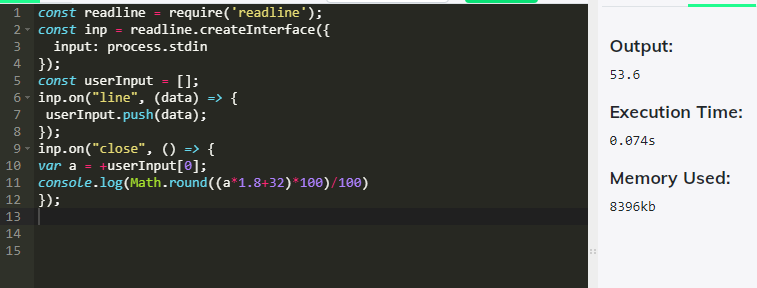 1 const readline = require('readline');
2 const inp = readline.createInterface({
3 input: process.stdin
4 });
5 const userInput = [];
6 inp.on("line", (data) => {
7 userInput.push(data);
8 });
9 inp.on("close", () => {
10 var a = +userInput[0];
11 console.log(Math.round((a*1.8+32)*100)/100)
12 });
13
14
15
Output:
53.6
Execution Time:
0.074s
Memory Used:
8396kb